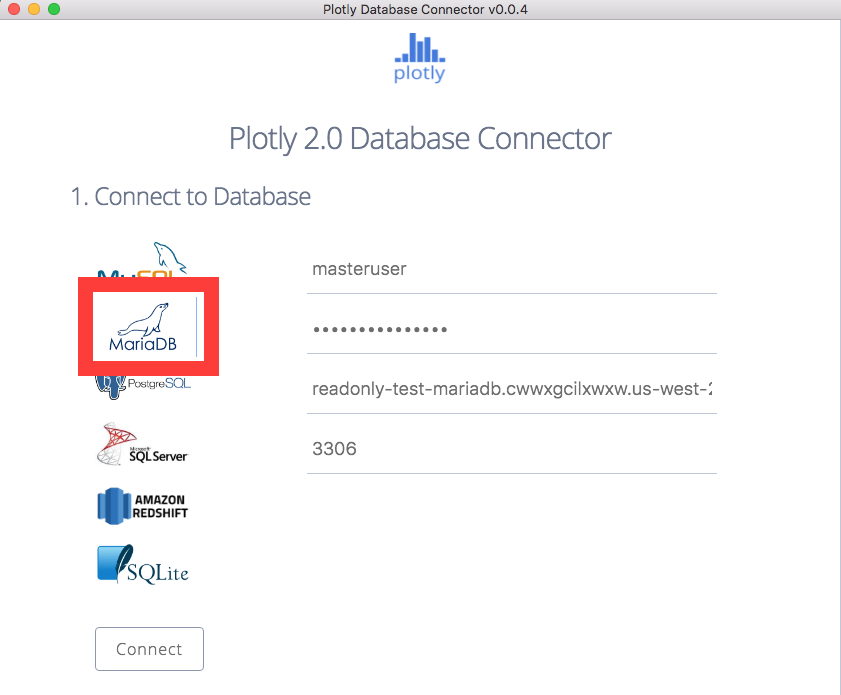 Plotly Database Connector v0.0.4
plotly
Plotly 2.0 Database Connector
1. Connect to Database
MySQL
MariaDB
PostgreSQL
Microsoft
SQL Server
AMAZON
REDSHIFT
SQLite
masteruser
•••••••••••••••
readonly-test-mariadb.cwwxgcilxwxw.us-west-2
3306
Connect